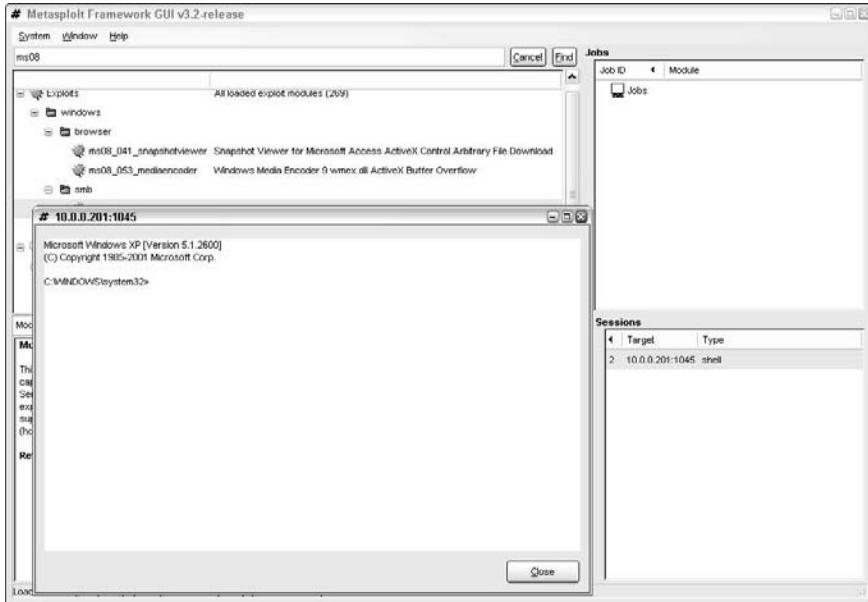 # Metasploit Framework GUI v3.2-release
System Window Help
ms08
Cancel Find
Exploits All loaded exploit modules (269)
windows
browser
ms08_041_snapshotviewer Snapshot Viewer for Microsoft Access ActiveX Control Arbitrary File Download
ms08_053_mediaencoder Windows Media Encoder 9 wmex.dll ActiveX Buffer Overflow
smb
Jobs
Job ID Module
Jobs
# 10.0.0.201:1045
Microsoft Windows XP [Version 5.1.2600]
(C) Copyright 1985-2001 Microsoft Corp.
C:\WINDOWS\system32>
Close
Sessions
Target Type
2 10.0.0.201:1045 shell